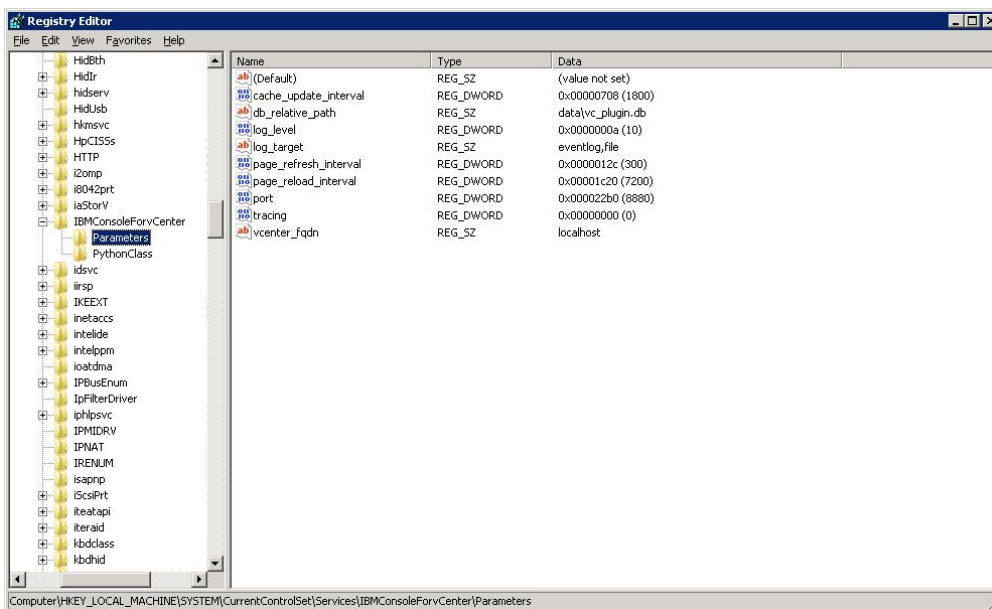 Registry Editor
File Edit View Favorites Help
HidBth
HidIr
hidserv
HidUsb
hkmsvc
HpCISSs
HTTP
i2omp
i8042prt
iaStorV
IBMConsoleForvCenter
Parameters
PythonClass
idsvc
iirsp
IKEEXT
inetaccs
intelide
intelppm
ioatdma
IPBusEnum
IpFilterDriver
iphlpsvc
IPMIDRV
IPNAT
IRENUM
isapnp
iScsiPrt
iteatapi
iteraid
kbdclass
kbdhid
Name Type Data
(Default) REG_SZ (value not set)
cache_update_interval REG_DWORD 0x00000708 (1800)
db_relative_path REG_SZ data\vc_plugin.db
log_level REG_DWORD 0x0000000a (10)
log_target REG_SZ eventlog,file
page_refresh_interval REG_DWORD 0x0000012c (300)
page_reload_interval REG_DWORD 0x00001c20 (7200)
port REG_DWORD 0x000022b0 (8880)
tracing REG_DWORD 0x00000000 (0)
vcenter_fqdn REG_SZ localhost
Computer\HKEY_LOCAL_MACHINE\SYSTEM\CurrentControlSet\Services\IBMConsoleForvCenter\Parameters